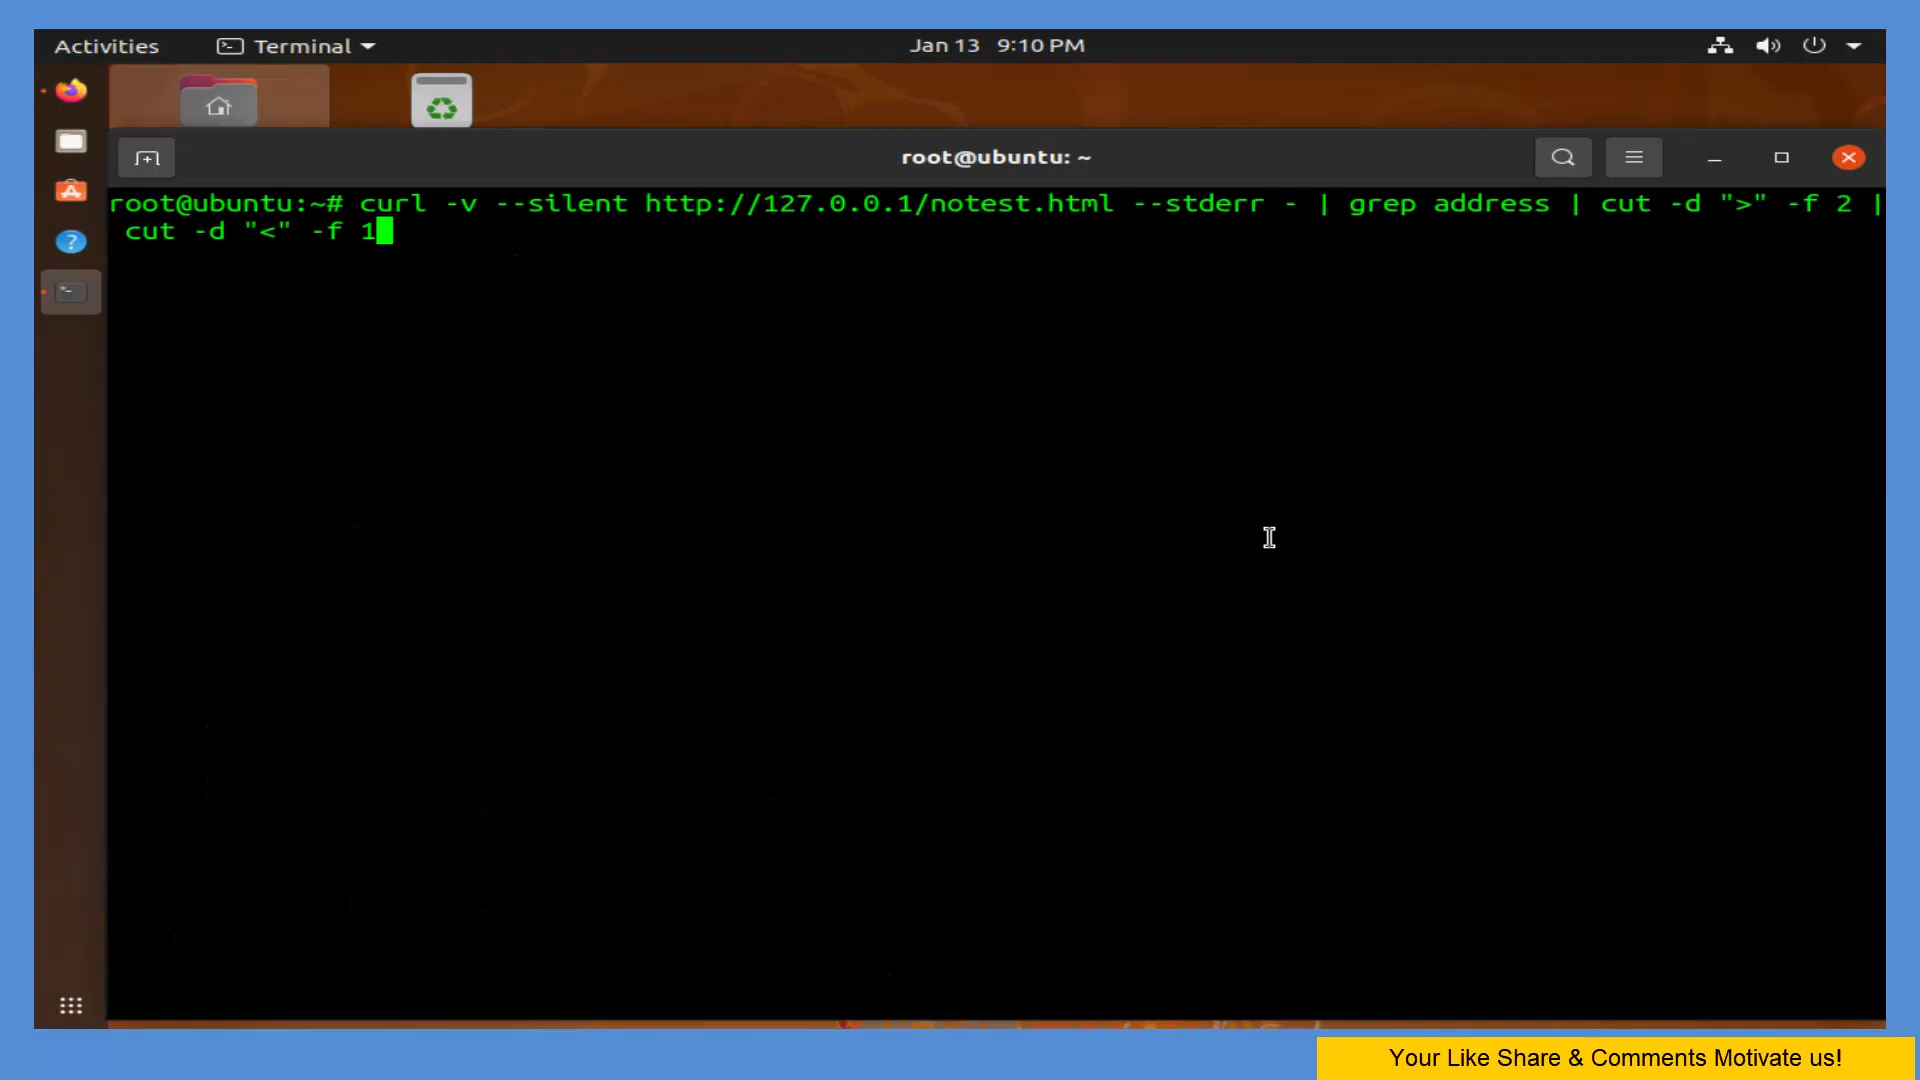 Activities Terminal Jan 13 9:10 PM
root@ubuntu: ~
root@ubuntu:~# curl -v --silent http://127.0.0.1/notest.html --stderr - | grep address | cut -d ">" -f 2 |
cut -d "<" -f 1
Your Like Share & Comments Motivate us!